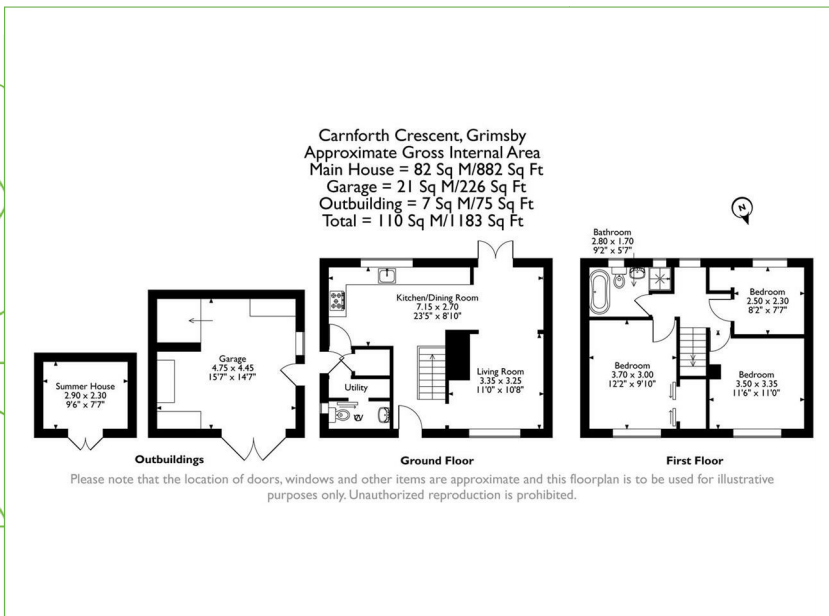 Carnforth Crescent, Grimsby
Approximate Gross Internal Area
Main House = 82 Sq M/882 Sq Ft
Garage = 21 Sq M/226 Sq Ft
Outbuilding = 7 Sq M/75 Sq Ft
Total = 110 Sq M/1183 Sq Ft
N
Summer House
2.90 x 2.30
9'6" x 7'7"
Garage
4.75 x 4.45
15'7" x 14'7"
Outbuildings
Kitchen/Dining Room
7.15 x 2.70
23'5" x 8'10"
Utility
Living Room
3.35 x 3.25
11'0" x 10'8"
Ground Floor
Bathroom
2.80 x 1.70
9'2" x 5'7"
Bedroom
2.50 x 2.30
8'2" x 7'7"
Bedroom
3.70 x 3.00
12'2" x 9'10"
Bedroom
3.50 x 3.35
11'6" x 11'0"
First Floor
Please note that the location of doors, windows and other items are approximate and this floorplan is to be used for illustrative
purposes only. Unauthorized reproduction is prohibited.